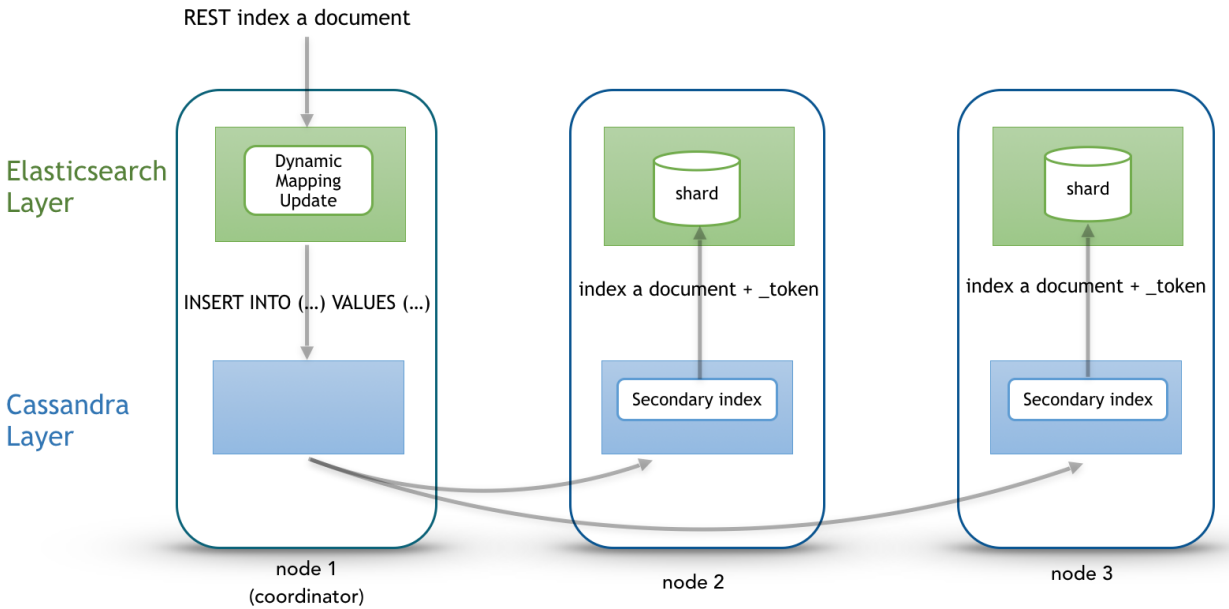 REST index a document
Elasticsearch
Layer
Dynamic
Mapping
Update
shard
shard
INSERT INTO (...) VALUES (...)
index a document + _token
index a document + _token
Cassandra
Layer
Secondary index
Secondary index
node 1
(coordinator)
node 2
node 3